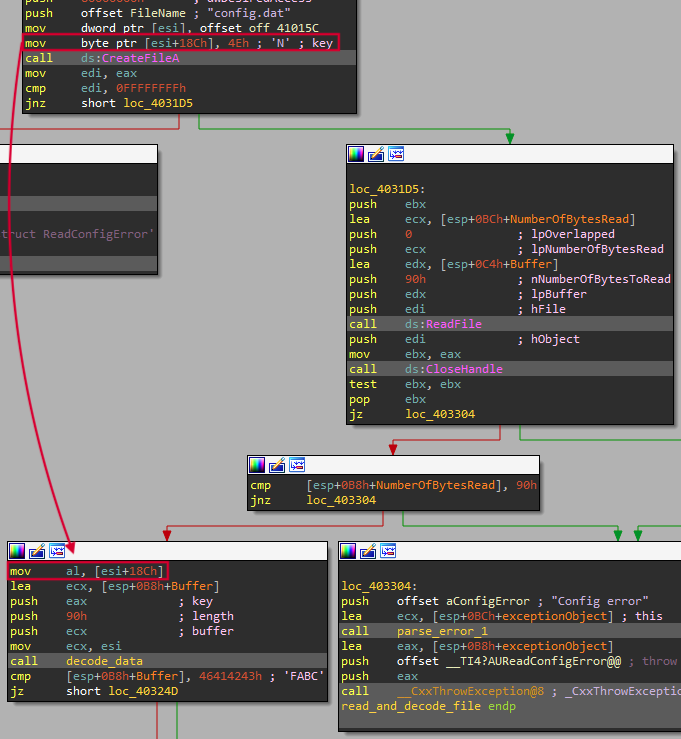 push offset FileName ; "config.dat"
mov dword ptr [esi], offset off_41015C
mov byte ptr [esi+18Ch], 4Eh ; 'N' ; key
call ds:CreateFileA
mov edi, eax
cmp edi, 0FFFFFFFFh
jnz short loc_4031D5
truct ReadConfigError'
loc_4031D5:
push ebx
lea ecx, [esp+0BCh+NumberOfBytesRead]
push 0 ; lpOverlapped
push ecx ; lpNumberOfBytesRead
lea edx, [esp+0C4h+Buffer]
push 90h ; nNumberOfBytesToRead
push edx ; lpBuffer
push edi ; hFile
call ds:ReadFile
push edi ; hObject
mov ebx, eax
call ds:CloseHandle
test ebx, ebx
pop ebx
jz loc_403304
cmp [esp+0B8h+NumberOfBytesRead], 90h
jnz loc_403304
mov al, [esi+18Ch]
lea ecx, [esp+0B8h+Buffer]
push eax ; key
push 90h ; length
push ecx ; buffer
mov ecx, esi
call decode_data
cmp [esp+0B8h+Buffer], 46414243h ; 'FABC'
jz short loc_40324D
loc_403304:
push offset aConfigError ; "Config error"
lea ecx, [esp+0BCh+exceptionObject] ; this
call parse_error_1
lea eax, [esp+0B8h+exceptionObject]
push offset __TI4?AUReadConfigError@@ ; throw
push eax
call __CxxThrowException@8 ; _CxxThrowExceptio
read_and_decode_file endp